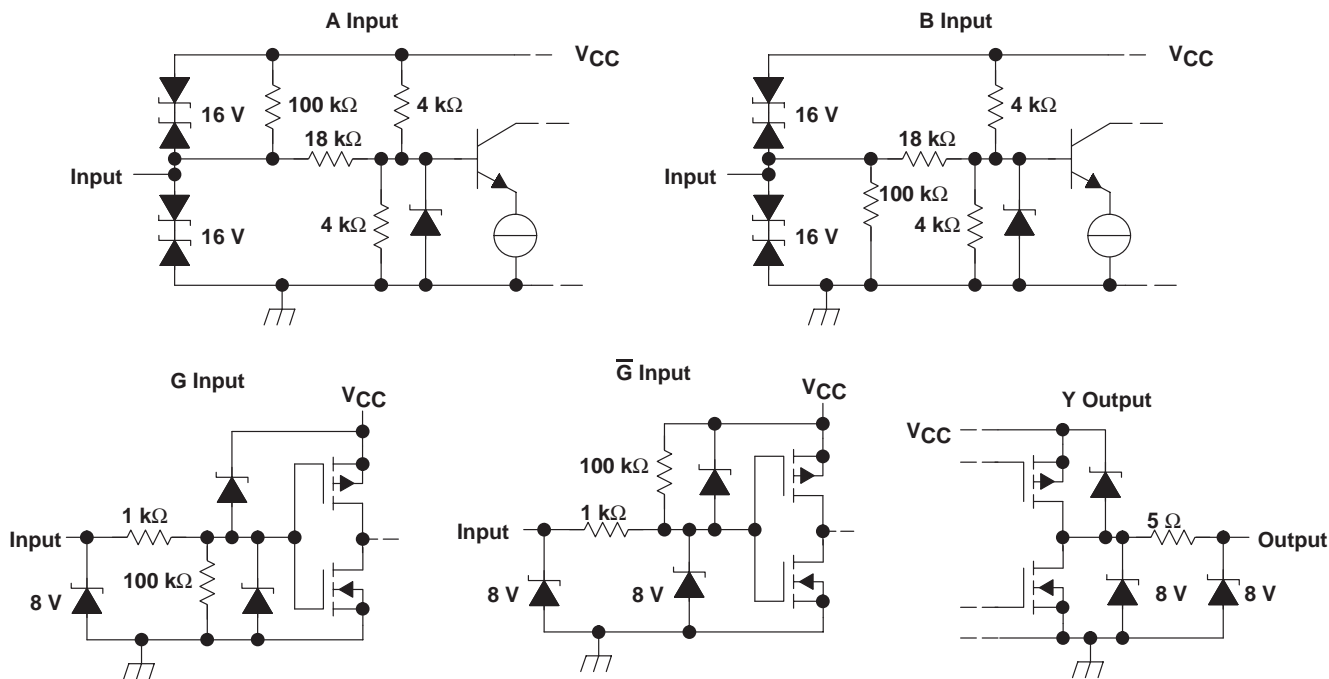 A Input
VCC
16 V
100 kΩ
4 kΩ
18 kΩ
Input
4 kΩ
16 V
B Input
VCC
16 V
4 kΩ
18 kΩ
Input
100 kΩ
4 kΩ
16 V
G Input
VCC
1 kΩ
Input
100 kΩ
8 V
G̅ Input
VCC
100 kΩ
1 kΩ
Input
8 V
8 V
Y Output
VCC
5 Ω
Output
8 V
8 V